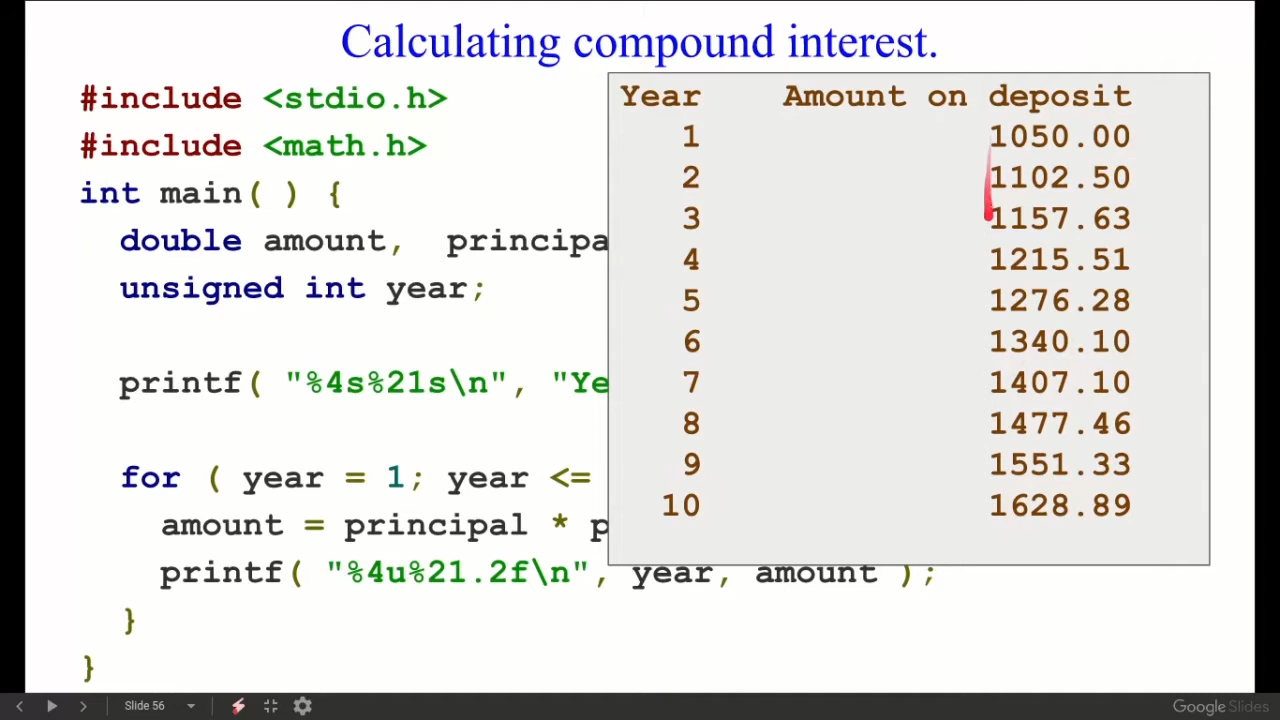 Calculating compound interest.
#include <stdio.h>
#include <math.h>
int main( ) {
double amount, principa
unsigned int year;
printf( "%4s%21s\n", "Ye
for ( year = 1; year <=
amount = principal * p
printf( "%4u%21.2f\n", year, amount );
}
}
Year Amount on deposit
1 1050.00
2 1102.50
3 1157.63
4 1215.51
5 1276.28
6 1340.10
7 1407.10
8 1477.46
9 1551.33
10 1628.89
Slide 56
Google Slides